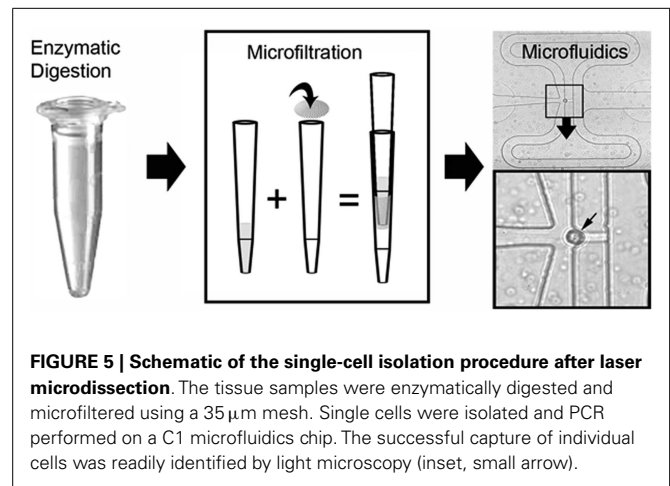 Enzymatic
Digestion
Microfiltration
Microfluidics
+
=
FIGURE 5 | Schematic of the single-cell isolation procedure after laser
microdissection. The tissue samples were enzymatically digested and
microfiltered using a 35 μm mesh. Single cells were isolated and PCR
performed on a C1 microfluidics chip. The successful capture of individual
cells was readily identified by light microscopy (inset, small arrow).